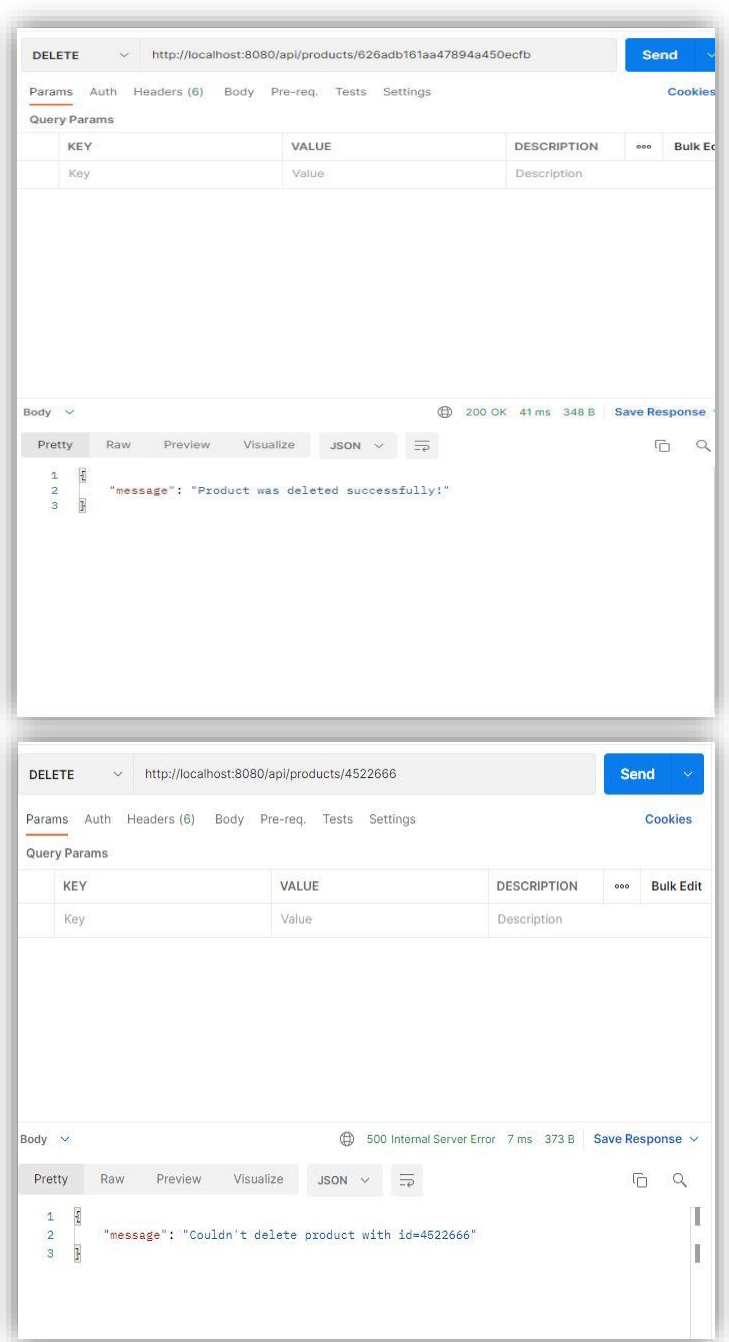 DELETE http://localhost:8080/api/products/626adb161aa47894a450ecfb Send
Params Auth Headers (6) Body Pre-req. Tests Settings Cookies
Query Params
KEY VALUE DESCRIPTION ooo Bulk Ed
Key Value Description
Body 200 OK 41 ms 348 B Save Response
Pretty Raw Preview Visualize JSON
1 {
2 "message": "Product was deleted successfully!"
3 }
DELETE http://localhost:8080/api/products/4522666 Send
Params Auth Headers (6) Body Pre-req. Tests Settings Cookies
Query Params
KEY VALUE DESCRIPTION ooo Bulk Edit
Key Value Description
Body 500 Internal Server Error 7 ms 373 B Save Response
Pretty Raw Preview Visualize JSON
1 {
2 "message": "Couldn't delete product with id=4522666"
3 }